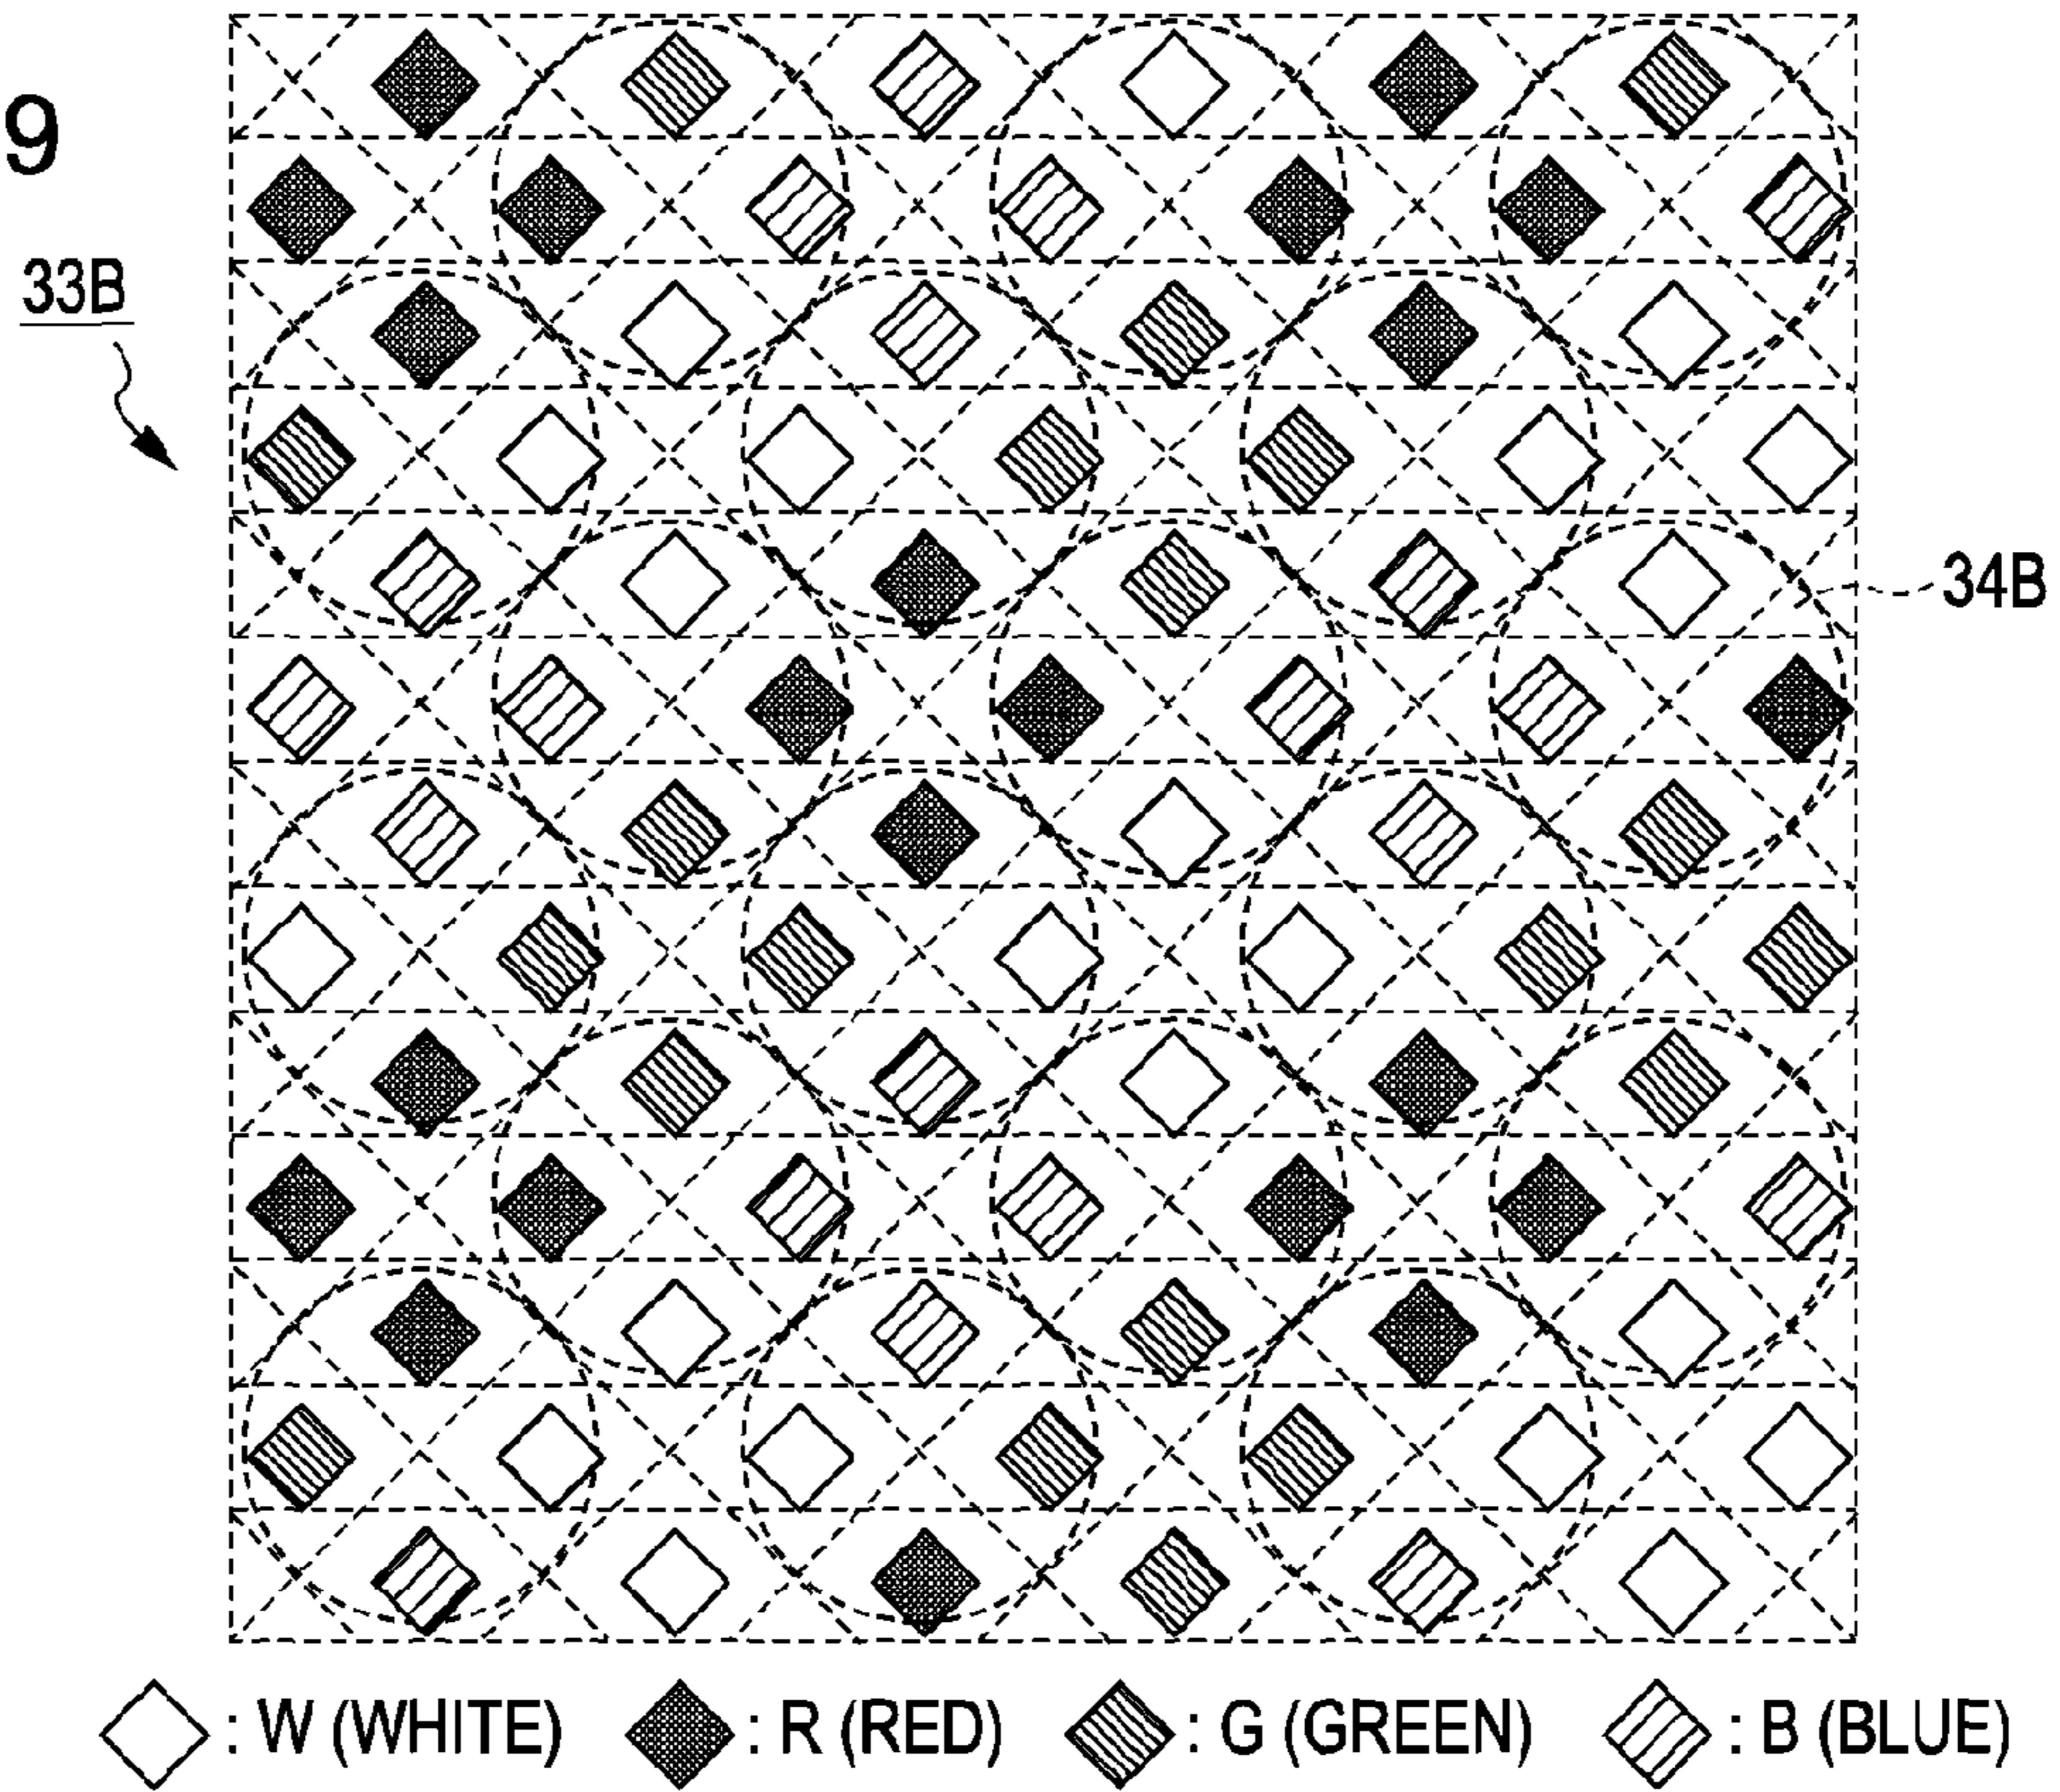 9
33B
34B
: W (WHITE) : R (RED) : G (GREEN) : B (BLUE)